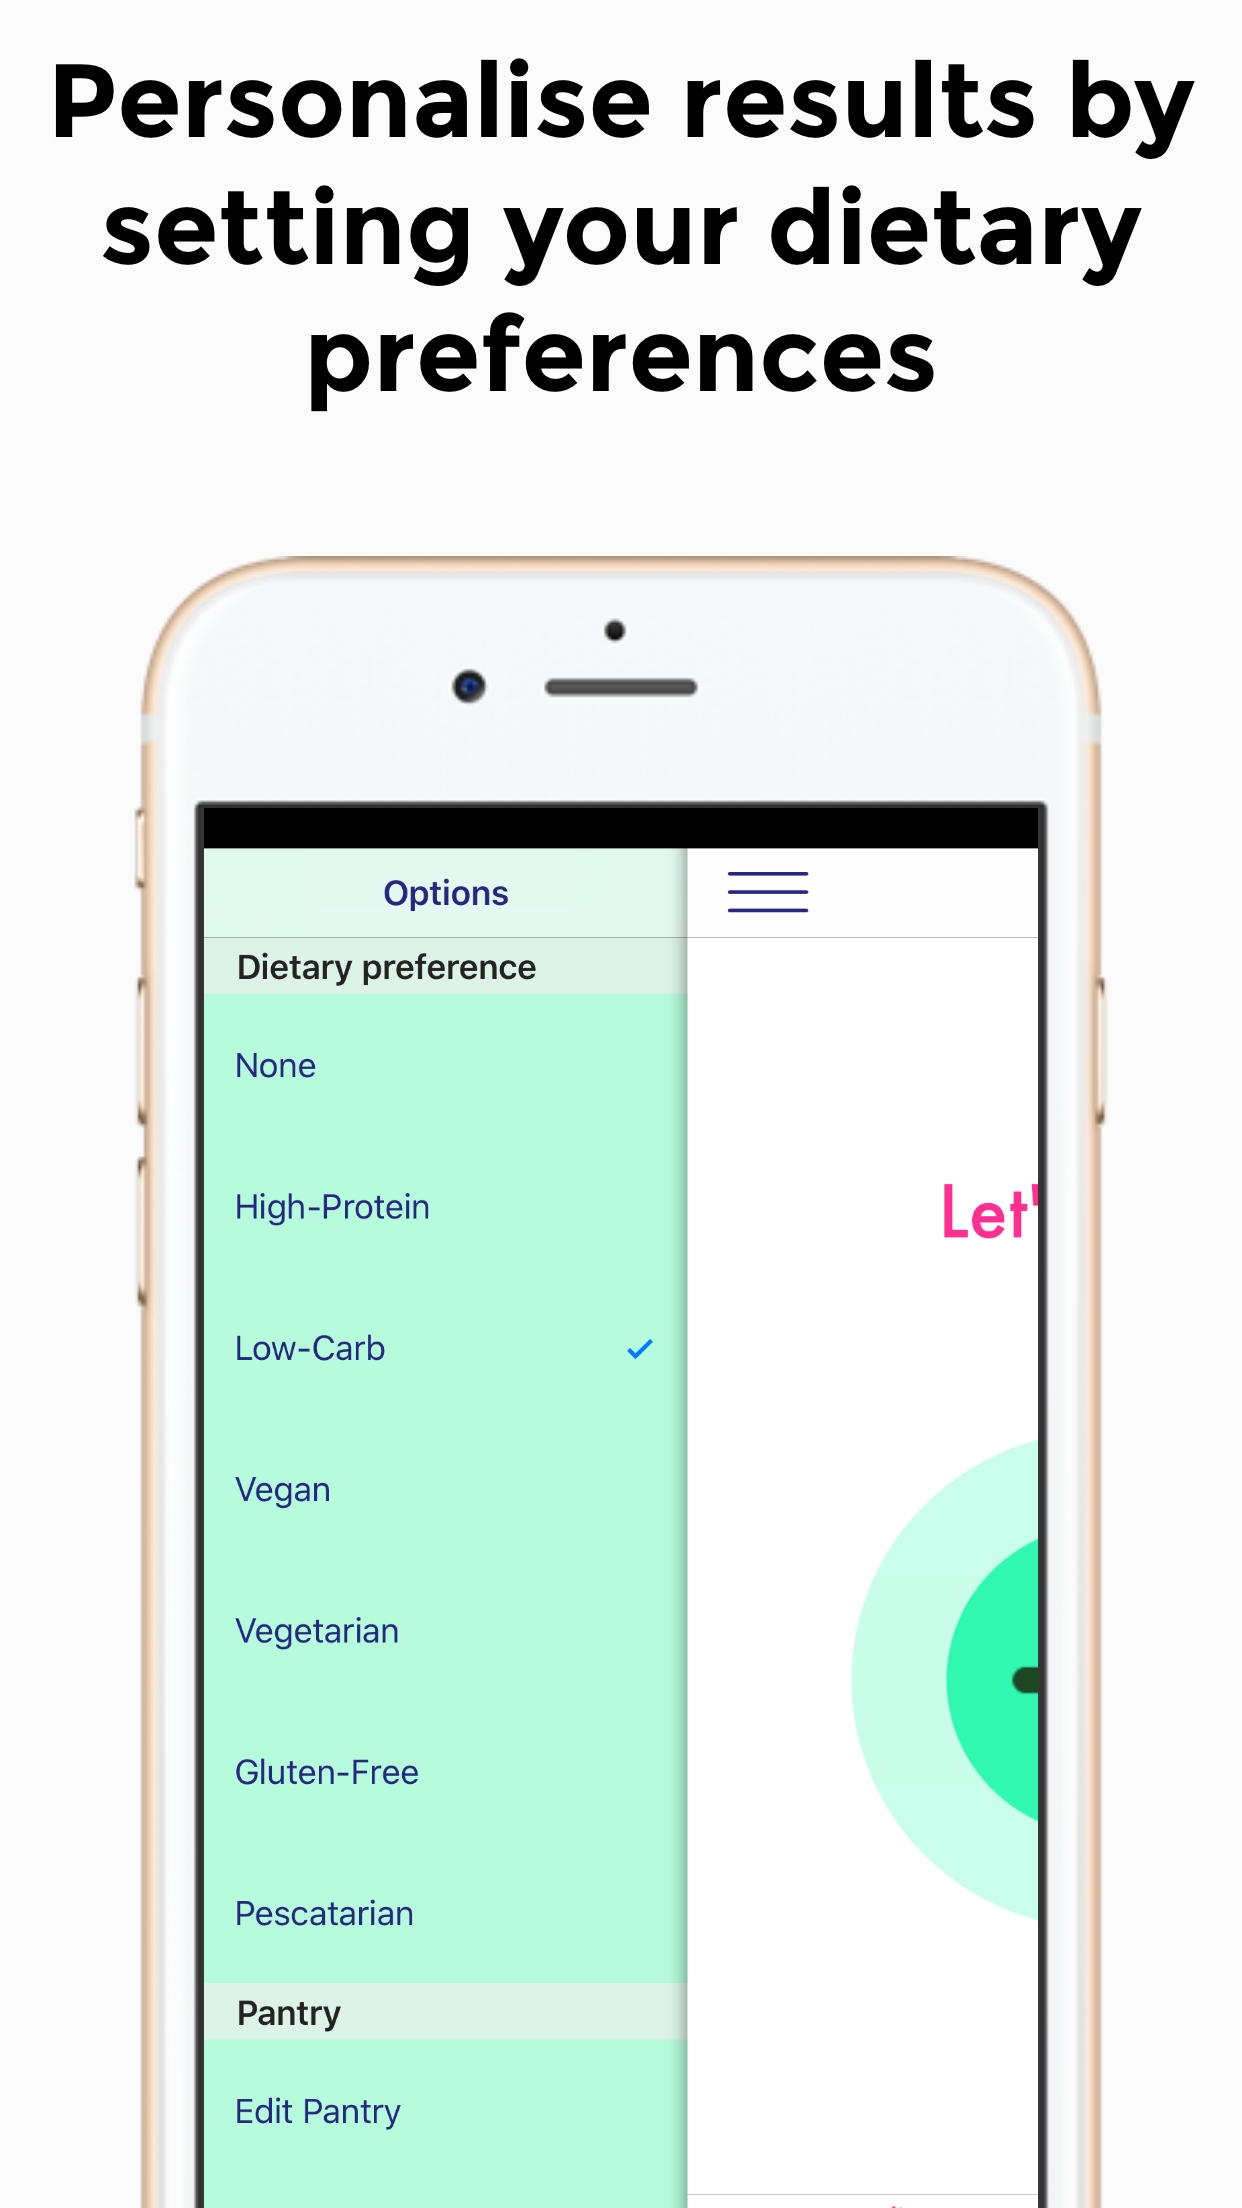 Personalise results by
setting your dietary
preferences
Options
Dietary preference
None
High-Protein
Low-Carb
Vegan
Vegetarian
Gluten-Free
Pescatarian
Pantry
Edit Pantry
Let'